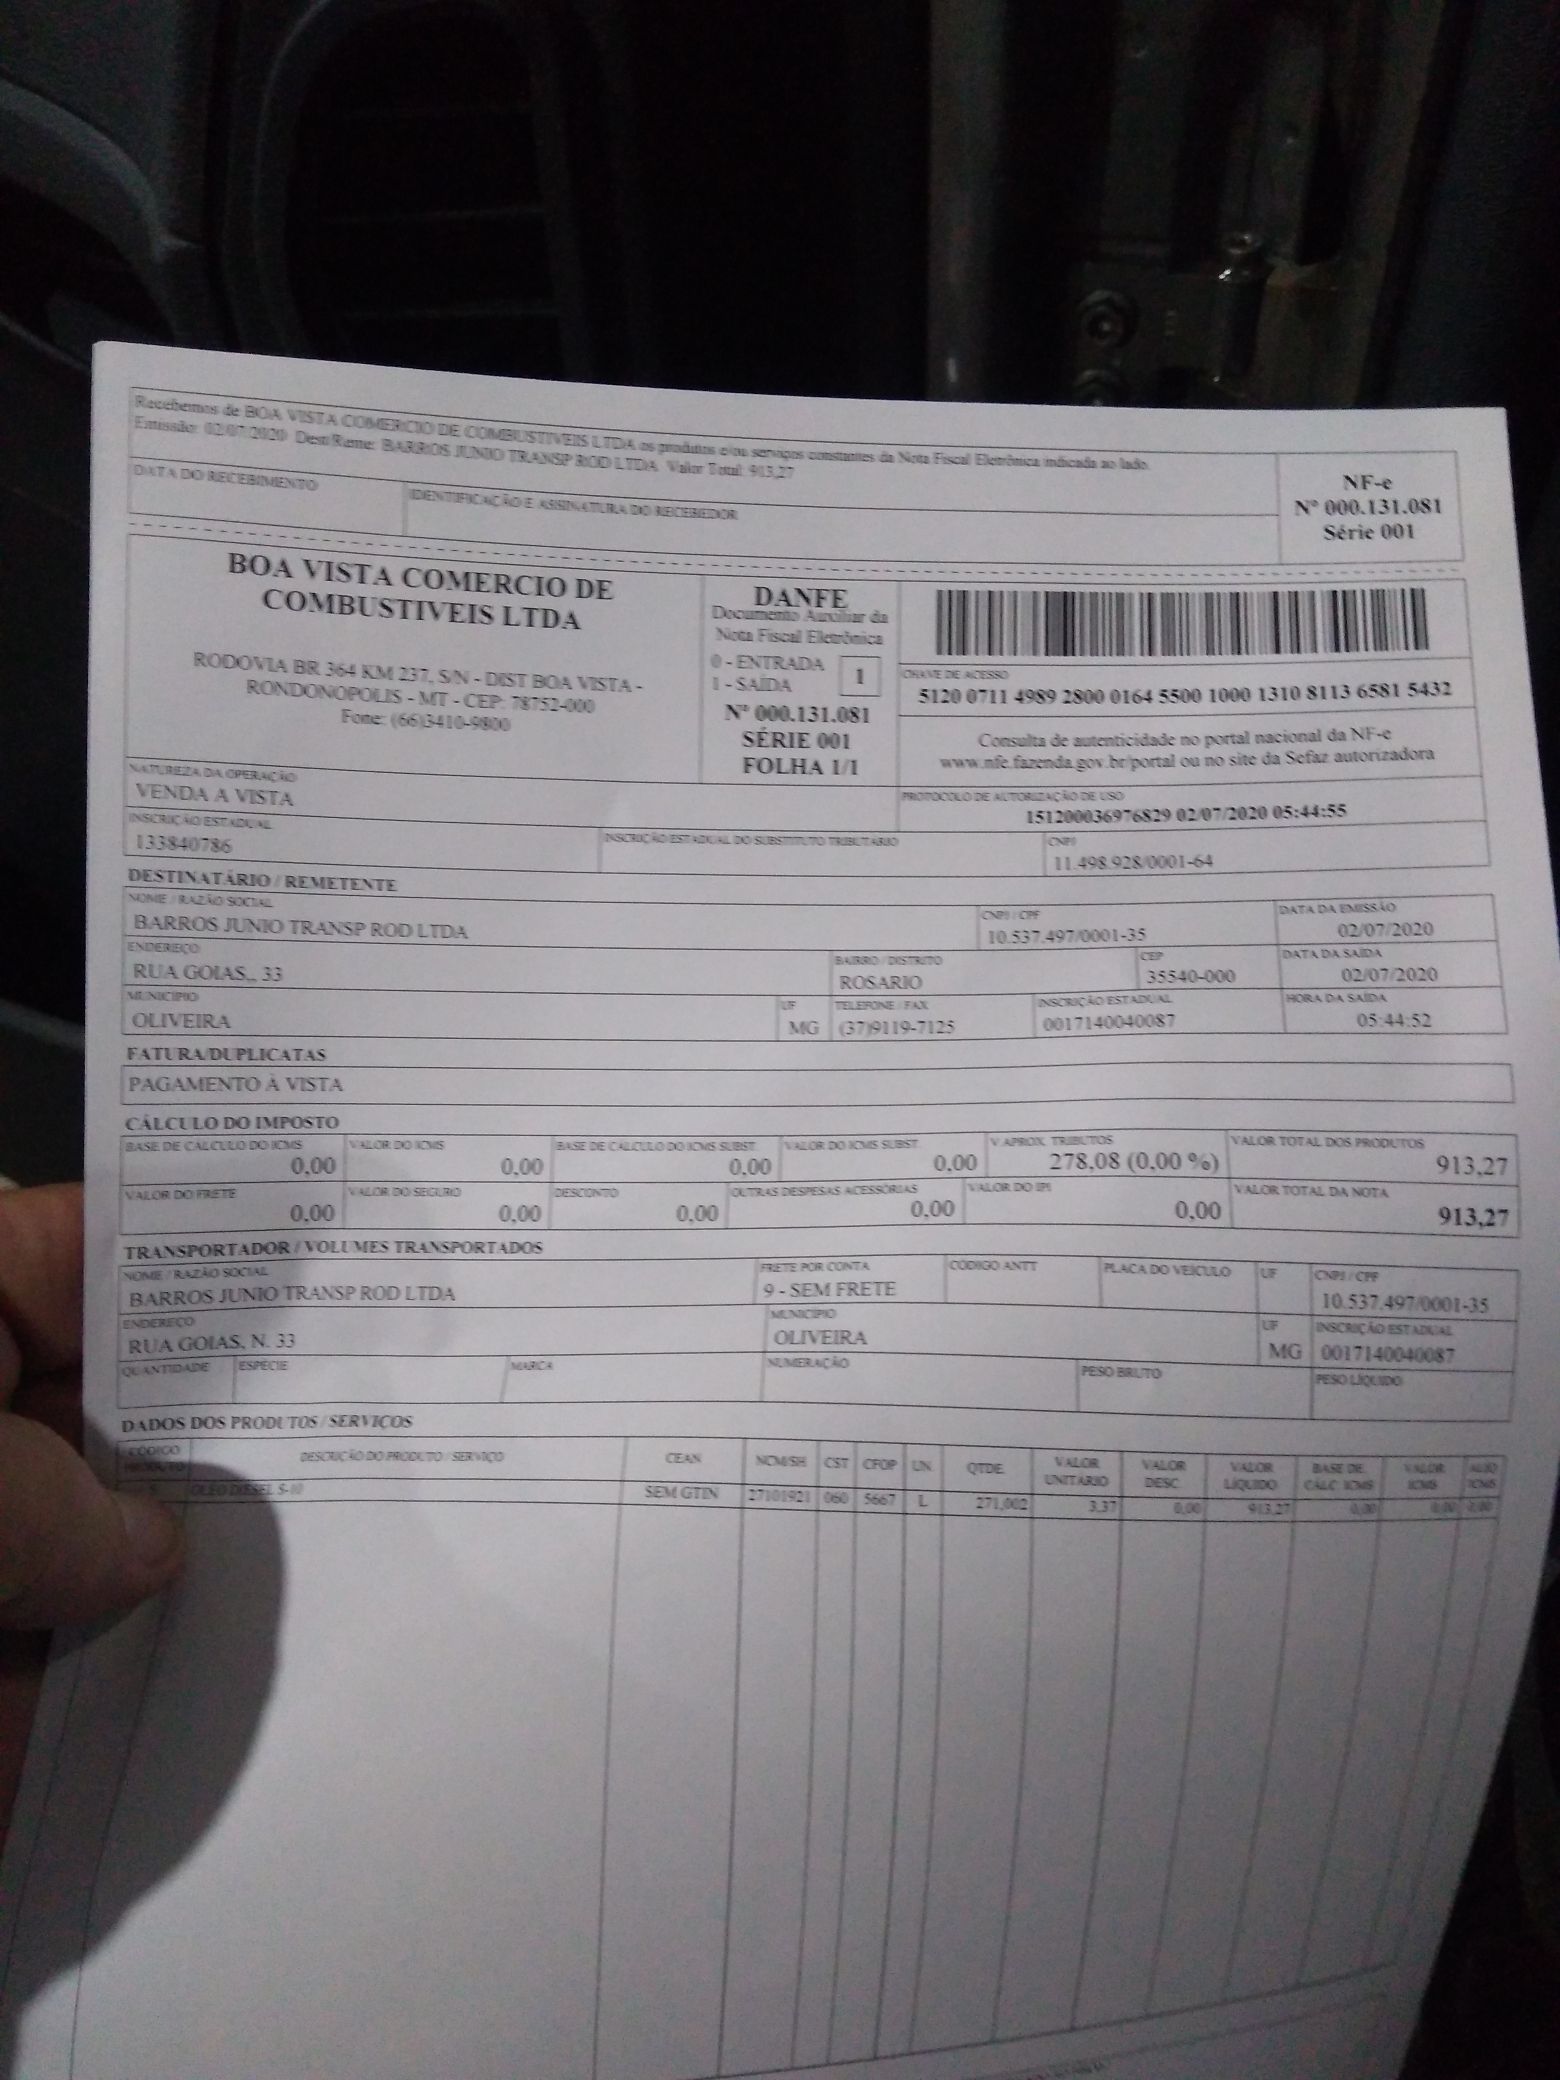 Recebemos de BOA VISTA COMERCIO DE COMBUSTIVEIS LTDA os produtos e/ou serviços constantes da Nota Fiscal Eletrônica indicada ao lado.
Emissão: 02/07/2020 Dest/Reme: BARROS JUNIO TRANSP ROD LTDA Valor Total: 913,27
DATA DO RECEBIMENTO
IDENTIFICAÇÃO E ASSINATURA DO RECEBEDOR
NF-e
Nº 000.131.081
Série 001
BOA VISTA COMERCIO DE
COMBUSTIVEIS LTDA
RODOVIA BR 364 KM 237, S/N - DIST BOA VISTA -
RONDONOPOLIS - MT - CEP: 78752-000
Fone: (66)3410-9800
DANFE
Documento Auxiliar da
Nota Fiscal Eletrônica
0 - ENTRADA
1 - SAÍDA
1
Nº 000.131.081
SÉRIE 001
FOLHA 1/1
CHAVE DE ACESSO
5120 0711 4989 2800 0164 5500 1000 1310 8113 6581 5432
Consulta de autenticidade no portal nacional da NF-e
www.nfe.fazenda.gov.br/portal ou no site da Sefaz autorizadora
NATUREZA DA OPERAÇÃO
VENDA A VISTA
PROTOCOLO DE AUTORIZAÇÃO DE USO
151200036976829 02/07/2020 05:44:55
INSCRIÇÃO ESTADUAL
133840786
INSCRIÇÃO ESTADUAL DO SUBSTITUTO TRIBUTARIO
CNPJ
11.498.928/0001-64
DESTINATÁRIO / REMETENTE
NOME / RAZÃO SOCIAL
BARROS JUNIO TRANSP ROD LTDA
CNPJ / CPF
10.537.497/0001-35
DATA DA EMISSÃO
02/07/2020
ENDEREÇO
RUA GOIAS,, 33
BAIRRO / DISTRITO
ROSARIO
CEP
35540-000
DATA DA SAÍDA
02/07/2020
MUNICIPIO
OLIVEIRA
UF
MG
TELEFONE / FAX
(37)9119-7125
INSCRIÇÃO ESTADUAL
0017140040087
HORA DA SAÍDA
05:44:52
FATURA/DUPLICATAS
PAGAMENTO À VISTA
CÁLCULO DO IMPOSTO
BASE DE CALCULO DO ICMS
0,00
VALOR DO ICMS
0,00
BASE DE CALCULO DO ICMS SUBST.
0,00
VALOR DO ICMS SUBST.
0,00
V.APROX. TRIBUTOS
278,08 (0,00 %)
VALOR TOTAL DOS PRODUTOS
913,27
VALOR DO FRETE
0,00
VALOR DO SEGURO
0,00
DESCONTO
0,00
OUTRAS DESPESAS ACESSÓRIAS
0,00
VALOR DO IPI
0,00
VALOR TOTAL DA NOTA
913,27
TRANSPORTADOR / VOLUMES TRANSPORTADOS
NOME / RAZÃO SOCIAL
BARROS JUNIO TRANSP ROD LTDA
FRETE POR CONTA
9 - SEM FRETE
CÓDIGO ANTT
PLACA DO VEÍCULO
UF
CNPJ / CPF
10.537.497/0001-35
ENDEREÇO
RUA GOIAS, N. 33
MUNICIPIO
OLIVEIRA
UF
MG
INSCRIÇÃO ESTADUAL
0017140040087
QUANTIDADE
ESPÉCIE
MARCA
NUMERAÇÃO
PESO BRUTO
PESO LÍQUIDO
DADOS DOS PRODUTOS / SERVIÇOS
CÓDIGO PRODUTO DESCRIÇÃO DO PRODUTO / SERVIÇO CEAN NCM/SH CST CFOP UN. QTDE. VALOR UNITÁRIO VALOR DESC. VALOR LÍQUIDO BASE DE CALC. ICMS VALOR ICMS ALIQ. ICMS
OLEO DIESEL S-10 SEM GTIN 27101921 060 5667 L 271,002 3,37 0,00 913,27 0,00 0,00 0,00